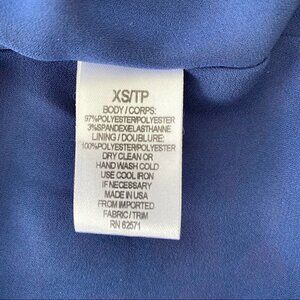 XS/TP
BODY / CORPS:
97%POLYESTER/POLYESTER
3%SPANDEX/ELASTHANNE
LINING / DOUBLURE:
100%POLYESTER/POLYESTER
DRY CLEAN OR
HAND WASH COLD
USE COOL IRON
IF NECESSARY
MADE IN USA
FROM IMPORTED
FABRIC / TRIM
RN 62571